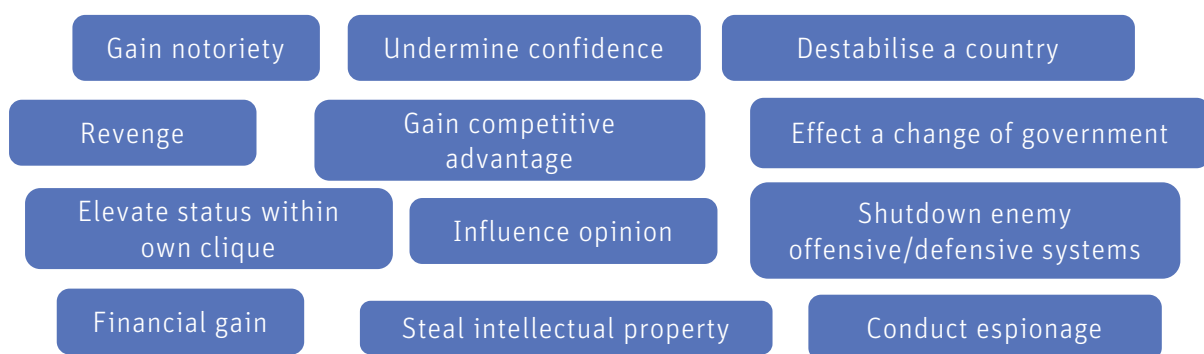 Gain notoriety
Undermine confidence
Destabilise a country
Revenge
Gain competitive
advantage
Effect a change of government
Elevate status within
own clique
Influence opinion
Shutdown enemy
offensive/defensive systems
Financial gain
Steal intellectual property
Conduct espionage